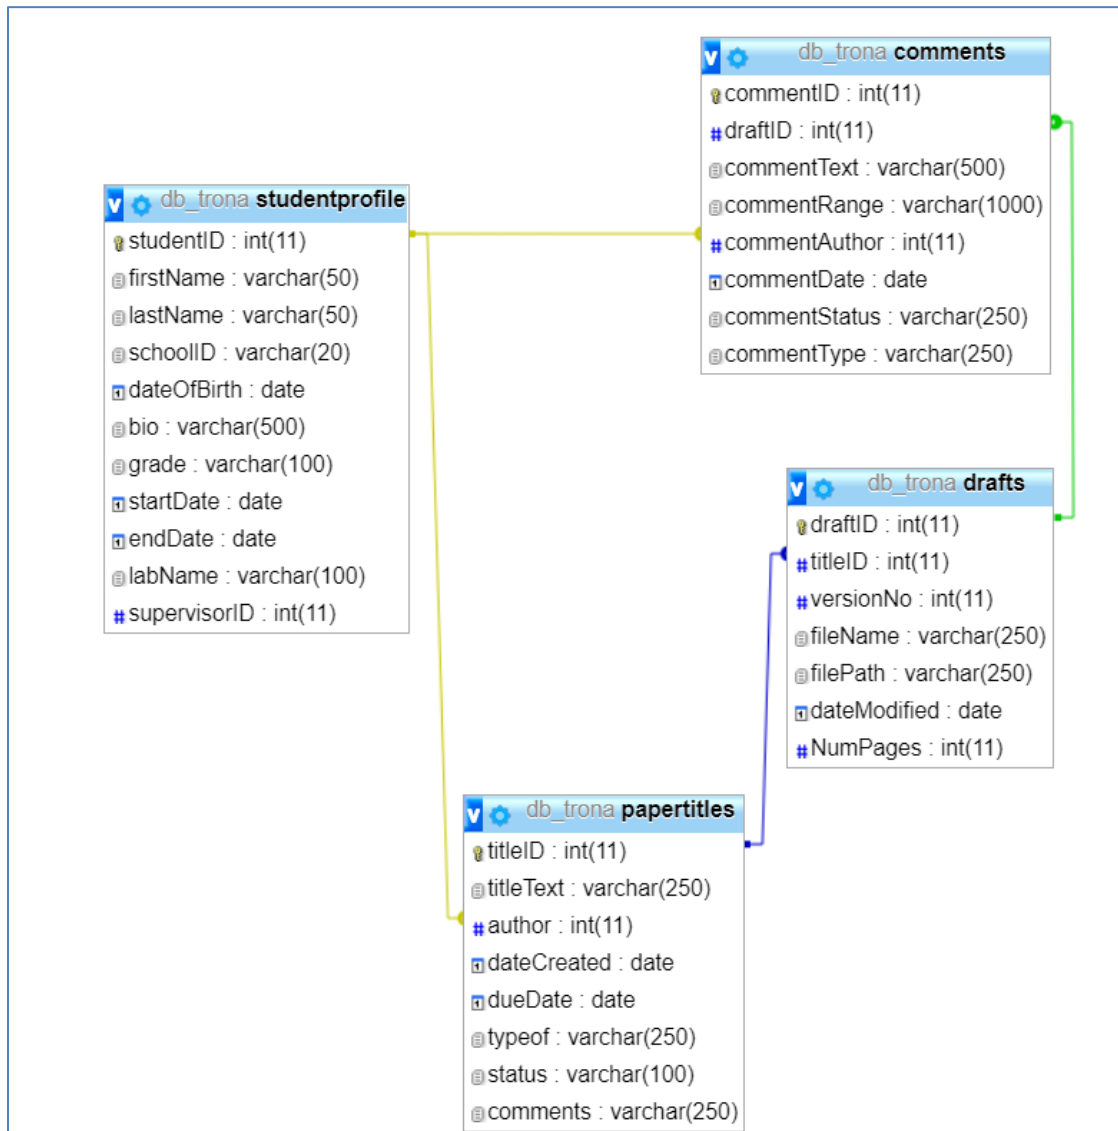 db_trona comments
commentID : int(11)
draftID : int(11)
commentText : varchar(500)
commentRange : varchar(1000)
commentAuthor : int(11)
commentDate : date
commentStatus : varchar(250)
commentType : varchar(250)
db_trona studentprofile
studentID : int(11)
firstName : varchar(50)
lastName : varchar(50)
schoolID : varchar(20)
dateOfBirth : date
bio : varchar(500)
grade : varchar(100)
startDate : date
endDate : date
labName : varchar(100)
supervisorID : int(11)
db_trona drafts
draftID : int(11)
titleID : int(11)
versionNo : int(11)
fileName : varchar(250)
filePath : varchar(250)
dateModified : date
NumPages : int(11)
db_trona papertitles
titleID : int(11)
titleText : varchar(250)
author : int(11)
dateCreated : date
dueDate : date
typeof : varchar(250)
status : varchar(100)
comments : varchar(250)